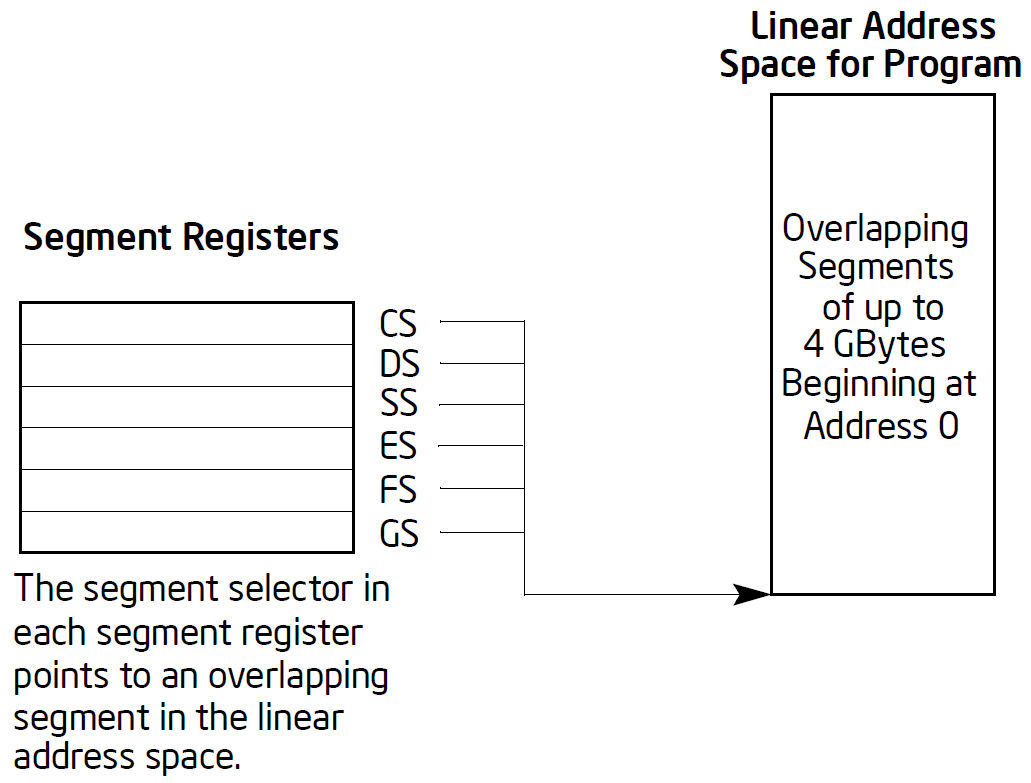 Linear Address
Space for Program
Overlapping
Segments
of up to
4 GBytes
Beginning at
Address 0
Segment Registers
CS
DS
SS
ES
FS
GS
The segment selector in
each segment register
points to an overlapping
segment in the linear
address space.